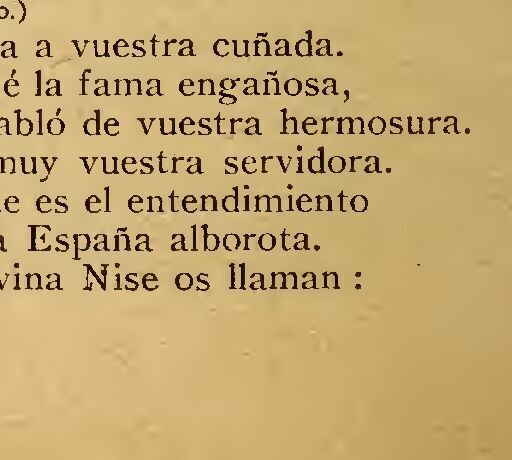 o.)
a a vuestra cuñada.
é la fama engañosa,
abló de vuestra hermosura.
muy vuestra servidora.
e es el entendimiento
a España alborota.
vina Nise os llaman :